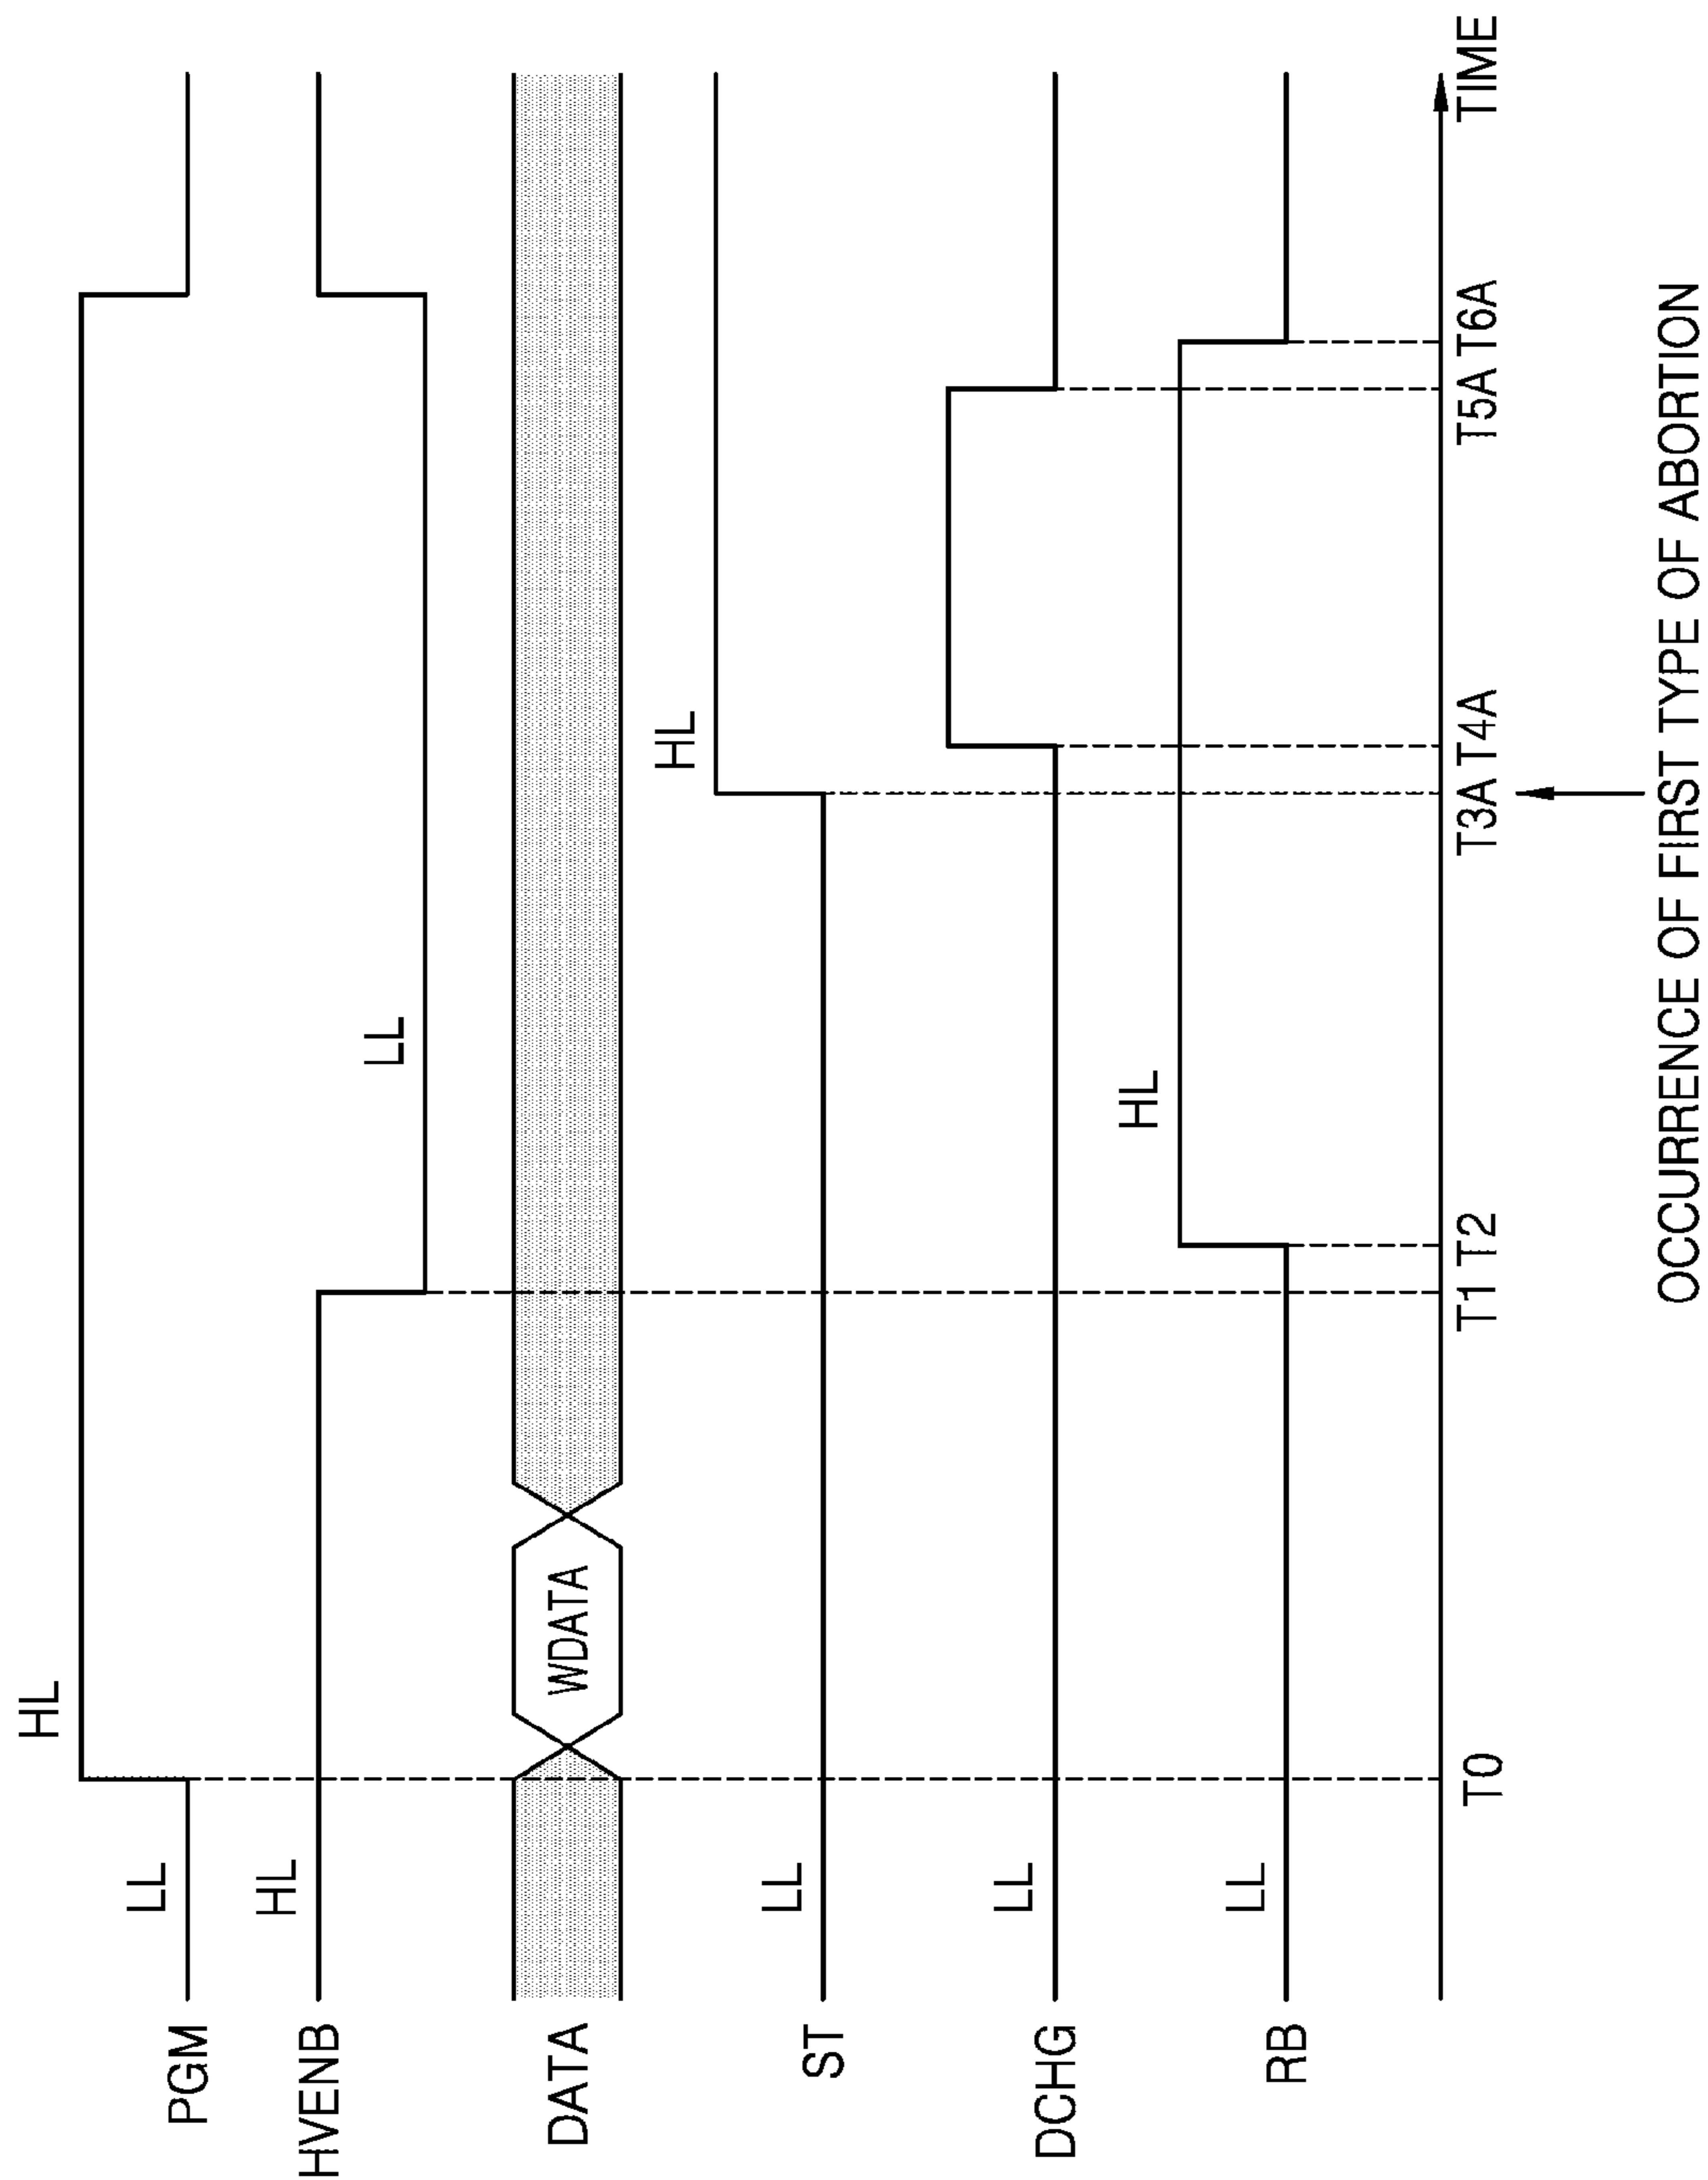 PGM
LL
HL
HVENB
HL
LL
DATA
WDATA
ST
LL
HL
DCHG
LL
RB
LL
HL
T0
T1
T2
T3A
T4A
T5A
T6A
TIME
OCCURRENCE OF FIRST TYPE OF ABORTION